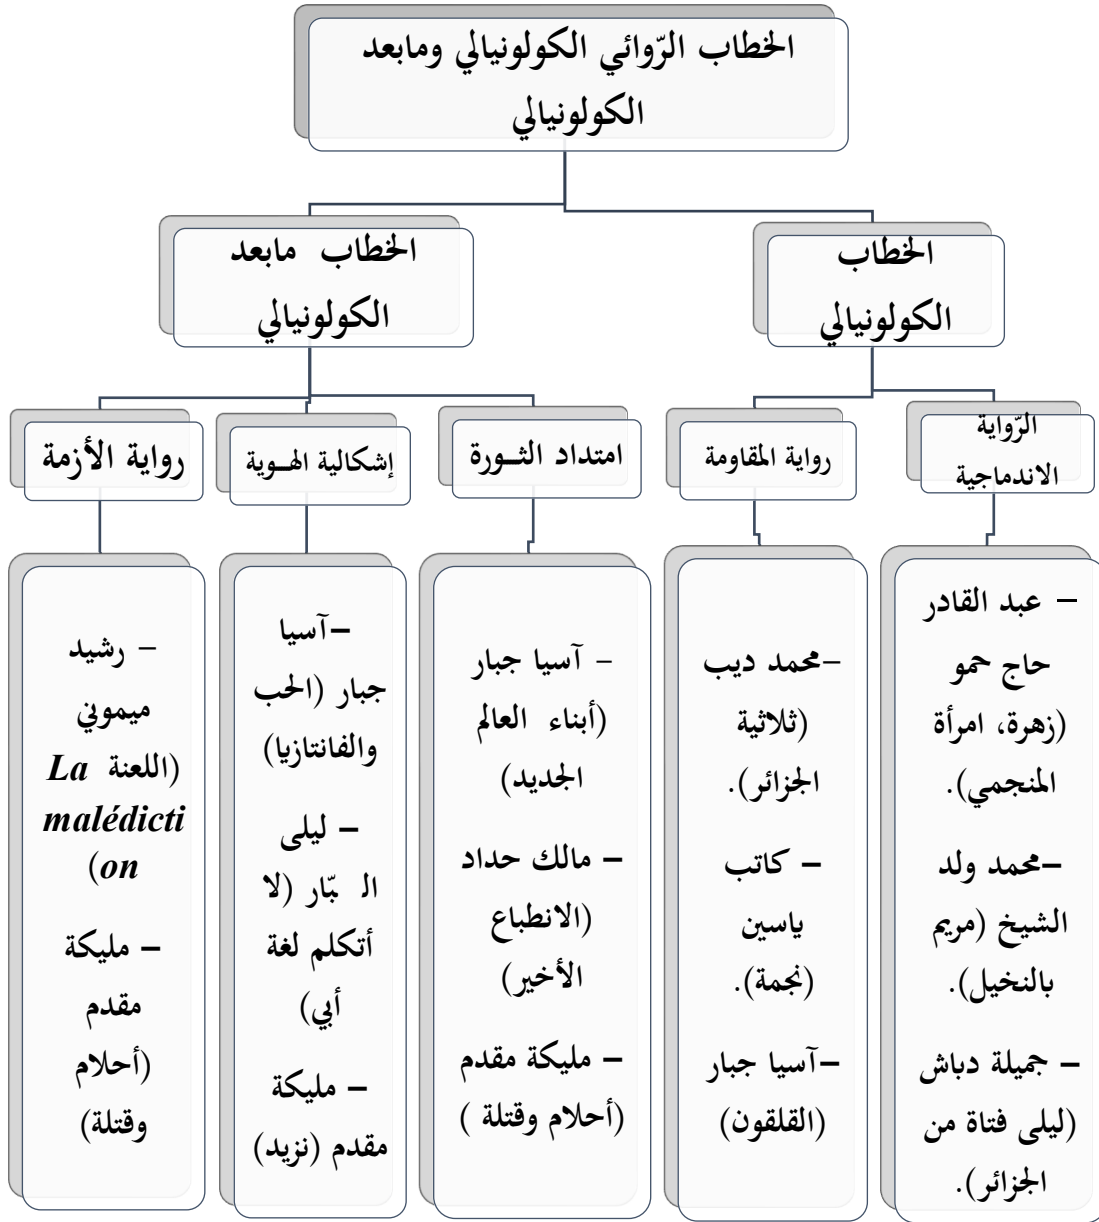 الخطاب الرّوائي الكولونيالي ومابعد
الكولونيالي
الخطاب
الكولونيالي
الخطاب مابعد
الكولونيالي
الرّواية
الاندماجية
رواية المقاومة
امتداد الثــورة
إشكالية الهــوية
رواية الأزمة
– عبد القادر
حاج حمو
(زهرة، امرأة
المنجمي).
–محمد ولد
الشيخ (مريم
بالنخيل).
– جميلة دباش
(ليلى فتاة من
الجزائر).
–محمد ديب
(ثلاثية
الجزائر).
– كاتب
ياسين
(نجمة).
–آسيا جبار
(القلقون)
- آسيا جبار
(أبناء العالم
الجديد)
– مالك حداد
(الانطباع
الأخير)
– مليكة مقدم
(أحلام وقتلة )
–آسيا
جبار (الحب
والفانتازيا)
– ليلى
الـ بّار (لا
أتكلم لغة
أبي)
– مليكة
مقدم (نزيد)
- رشيد
ميموني
(اللعنة La
malédicti
on)
– مليكة
مقدم
(أحلام
وقتلة)